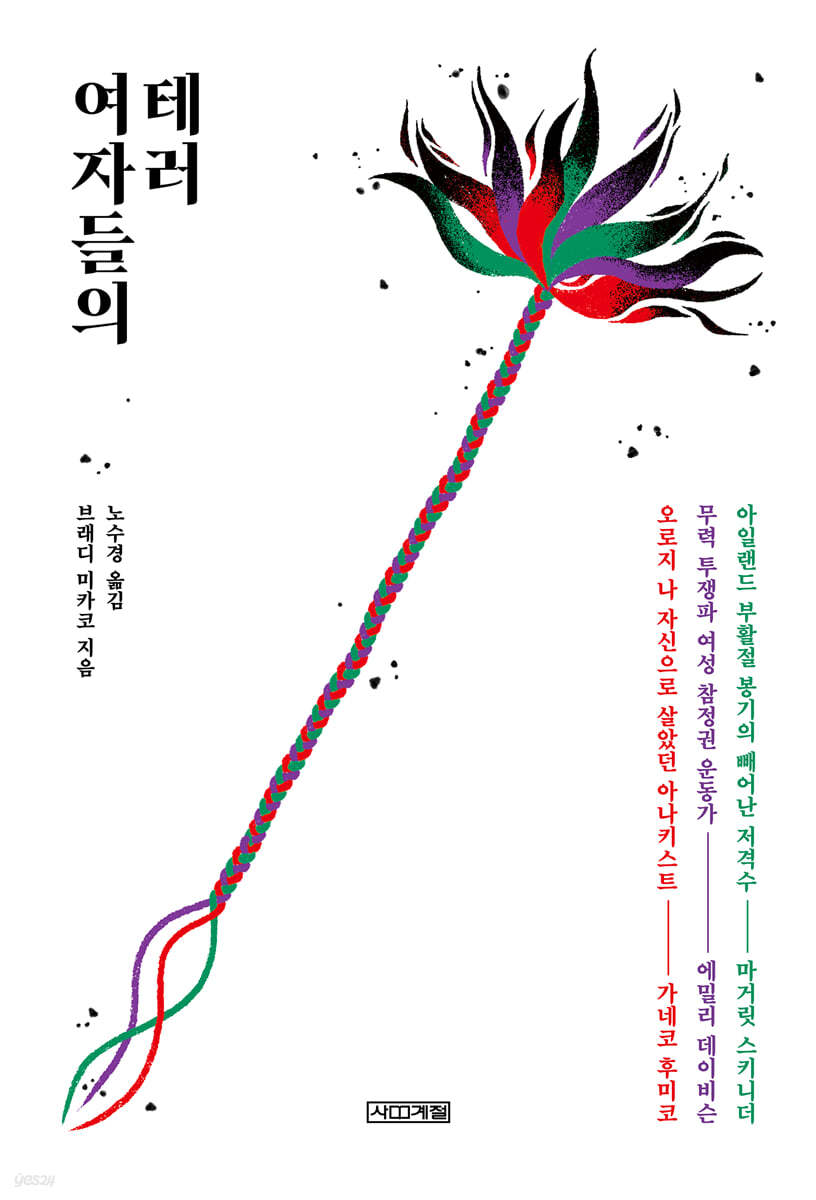 여자들의
테러
브래디 미카코 지음
노수경 옮김
오로지 나 자신으로 살았던 아나키스트 ── 가네코 후미코
무력 투쟁파 여성 참정권 운동가 ── 에밀리 데이비슨
아일랜드 부활절 봉기의 빼어난 저격수 ── 마거릿 스키니더
사계절
yes24